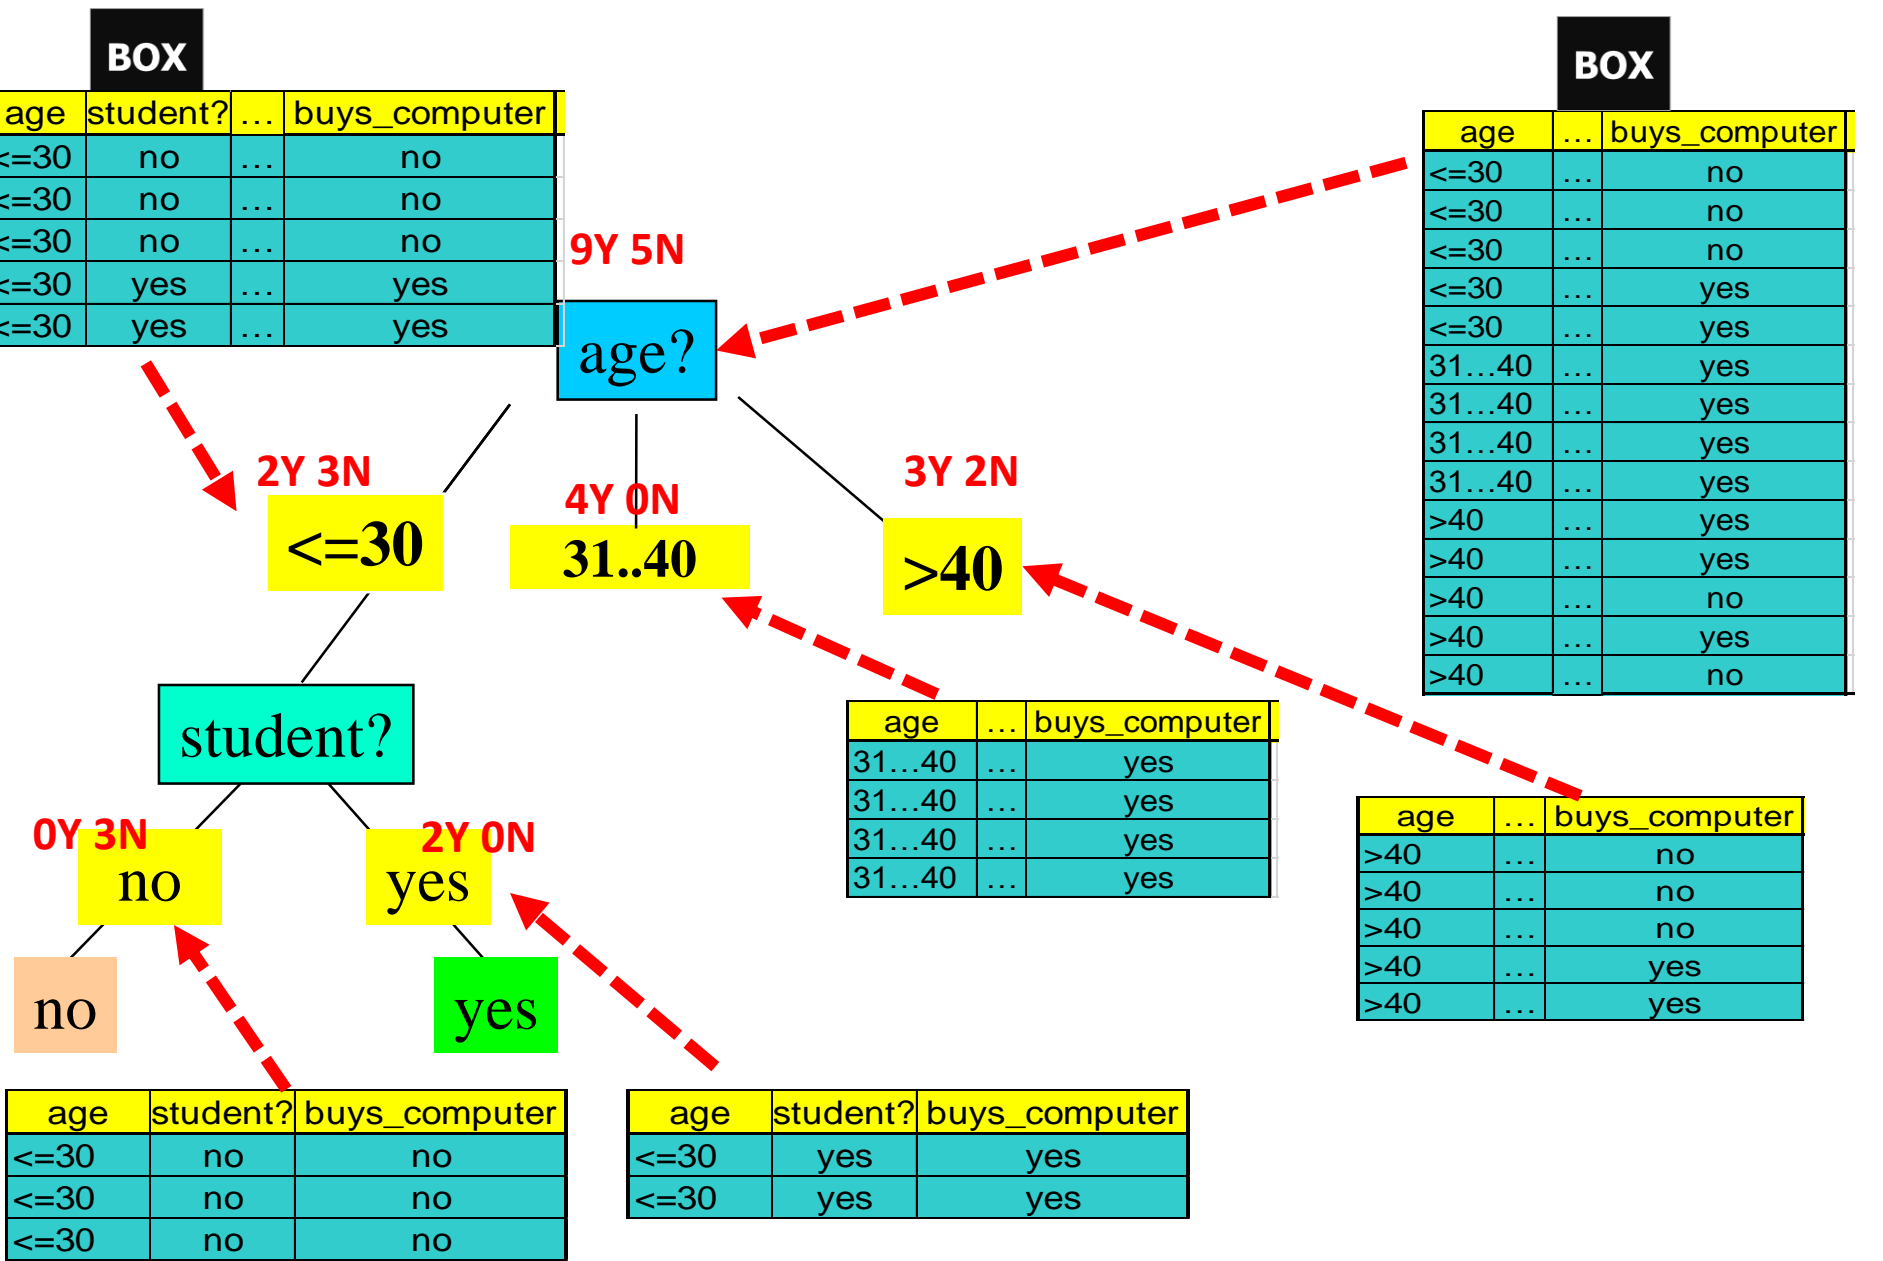 BOX
age student? ... buys_computer
<=30 no ... no
<=30 no ... no
<=30 no ... no
<=30 yes ... yes
<=30 yes ... yes
BOX
age ... buys_computer
<=30 ... no
<=30 ... no
<=30 ... no
<=30 ... yes
<=30 ... yes
31...40 ... yes
31...40 ... yes
31...40 ... yes
31...40 ... yes
>40 ... yes
>40 ... yes
>40 ... no
>40 ... yes
>40 ... no
9Y 5N
age?
2Y 3N
<=30
4Y 0N
31..40
3Y 2N
>40
student?
0Y 3N
no
2Y 0N
yes
no
yes
age ... buys_computer
31...40 ... yes
31...40 ... yes
31...40 ... yes
31...40 ... yes
age ... buys_computer
>40 ... no
>40 ... no
>40 ... no
>40 ... yes
>40 ... yes
age student? buys_computer
<=30 no no
<=30 no no
<=30 no no
age student? buys_computer
<=30 yes yes
<=30 yes yes